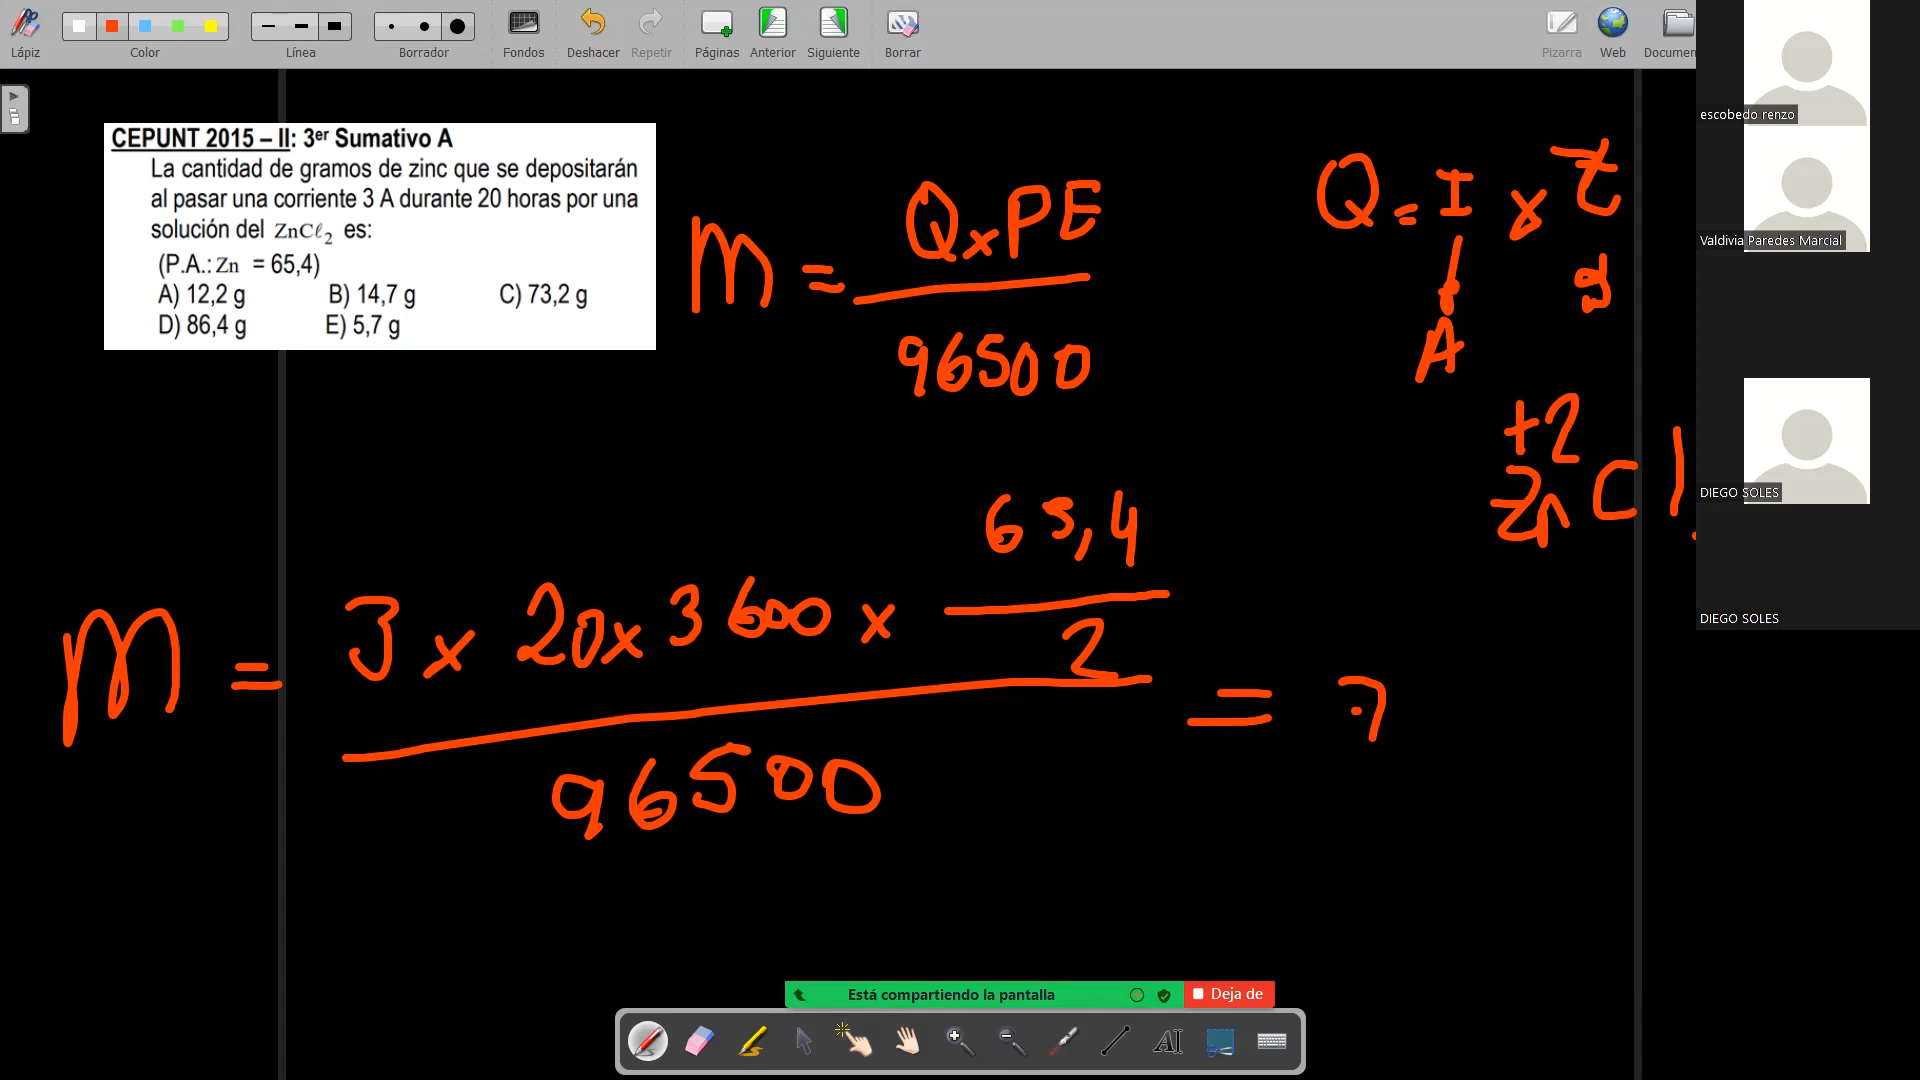 Lápiz
Color
Línea
Borrador
Fondos
Deshacer
Repetir
Páginas
Anterior
Siguiente
Borrar
Pizarra
Web
Documen
escobedo renzo
Valdivia Paredes Marcial
DIEGO SOLES
DIEGO SOLES
CEPUNT 2015 – II: 3er Sumativo A
La cantidad de gramos de zinc que se depositarán
al pasar una corriente 3 A durante 20 horas por una
solución del ZnCℓ₂ es:
(P.A.: Zn = 65,4)
A) 12,2 g B) 14,7 g C) 73,2 g
D) 86,4 g E) 5,7 g
m = Q x PE
96500
Q = I x t
A s
+2
Zn Cl
65,4
m = 3 x 20 x 3600 x 2 = 7
96500
Está compartiendo la pantalla
Deja de